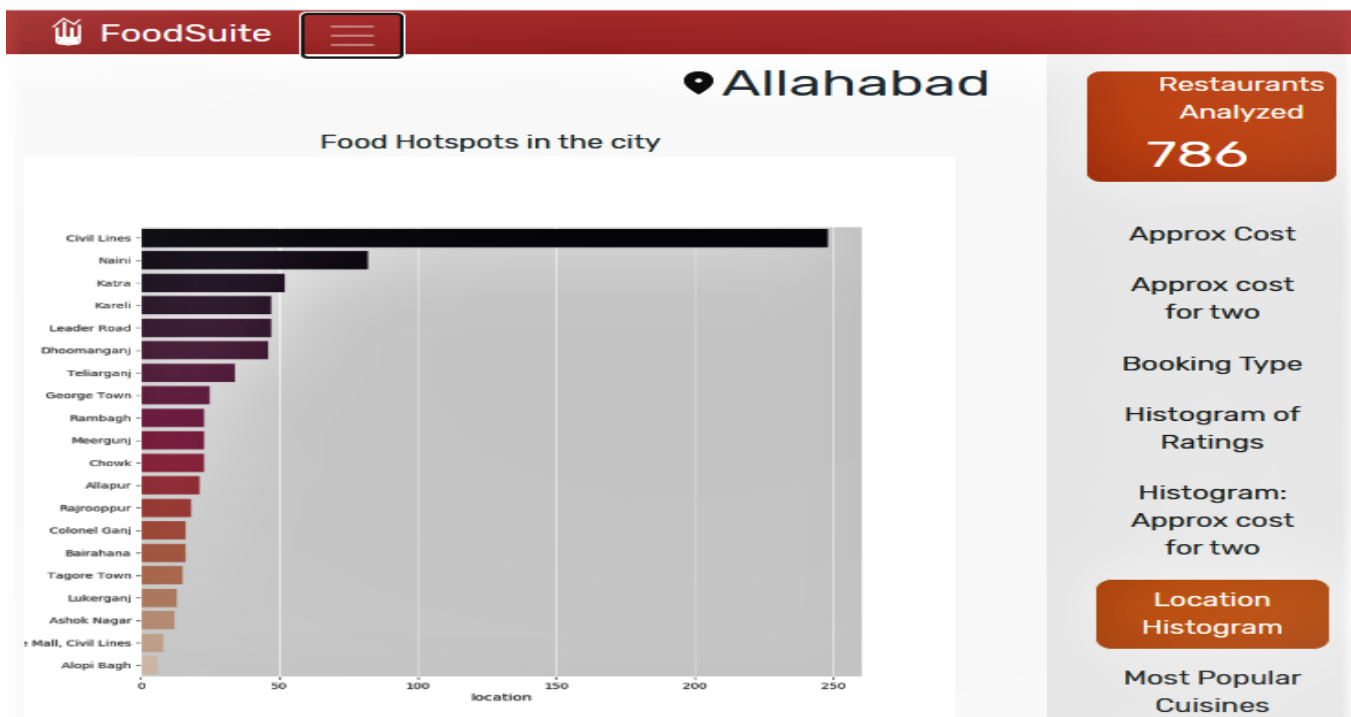 FoodSuite
Allahabad
Food Hotspots in the city
Civil Lines
Naini
Katra
Kareli
Leader Road
Dhoomanganj
Teliarganj
George Town
Rambagh
Meergunj
Chowk
Allapur
Rajrooppur
Colonel Ganj
Bairahana
Tagore Town
Lukerganj
Ashok Nagar
Mall, Civil Lines
Alopi Bagh
0 50 100 150 200 250
location
Restaurants
Analyzed
786
Approx Cost
Approx cost
for two
Booking Type
Histogram of
Ratings
Histogram:
Approx cost
for two
Location
Histogram
Most Popular
Cuisines